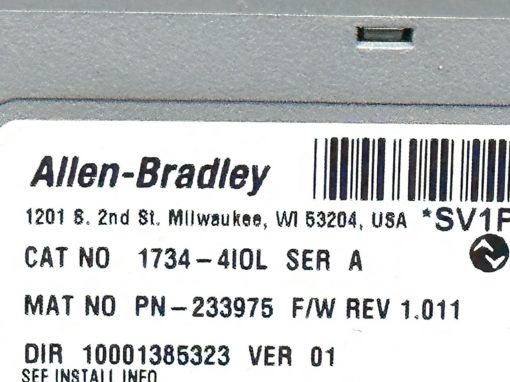 Allen-Bradley
1201 S. 2nd St. Milwaukee, WI 53204, USA *SV1P
CAT NO 1734-4IOL SER A
MAT NO PN-233975 F/W REV 1.011
DIR 10001385323 VER 01
SEE INSTALL INFO